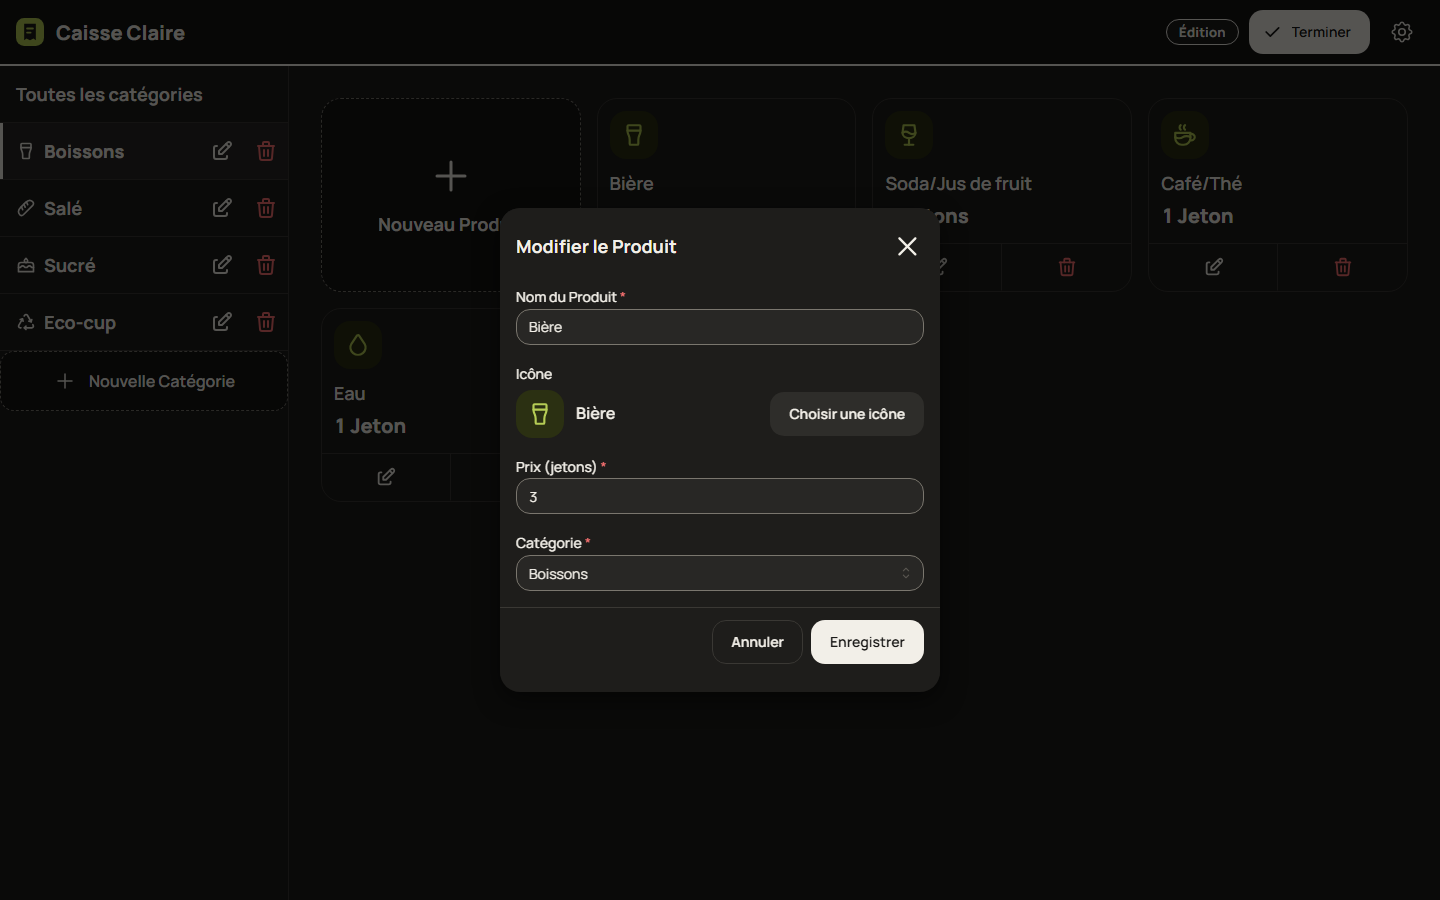 Caisse Claire
Édition
Terminer
Toutes les catégories
Boissons
Salé
Sucré
Eco-cup
Nouvelle Catégorie
Nouveau
Bière
Soda/Jus de fruit
Café/Thé
1 Jeton
Eau
1 Jeton
Modifier le Produit
Nom du Produit *
Bière
Icône
Bière
Choisir une icône
Prix (jetons) *
3
Catégorie *
Boissons
Annuler
Enregistrer